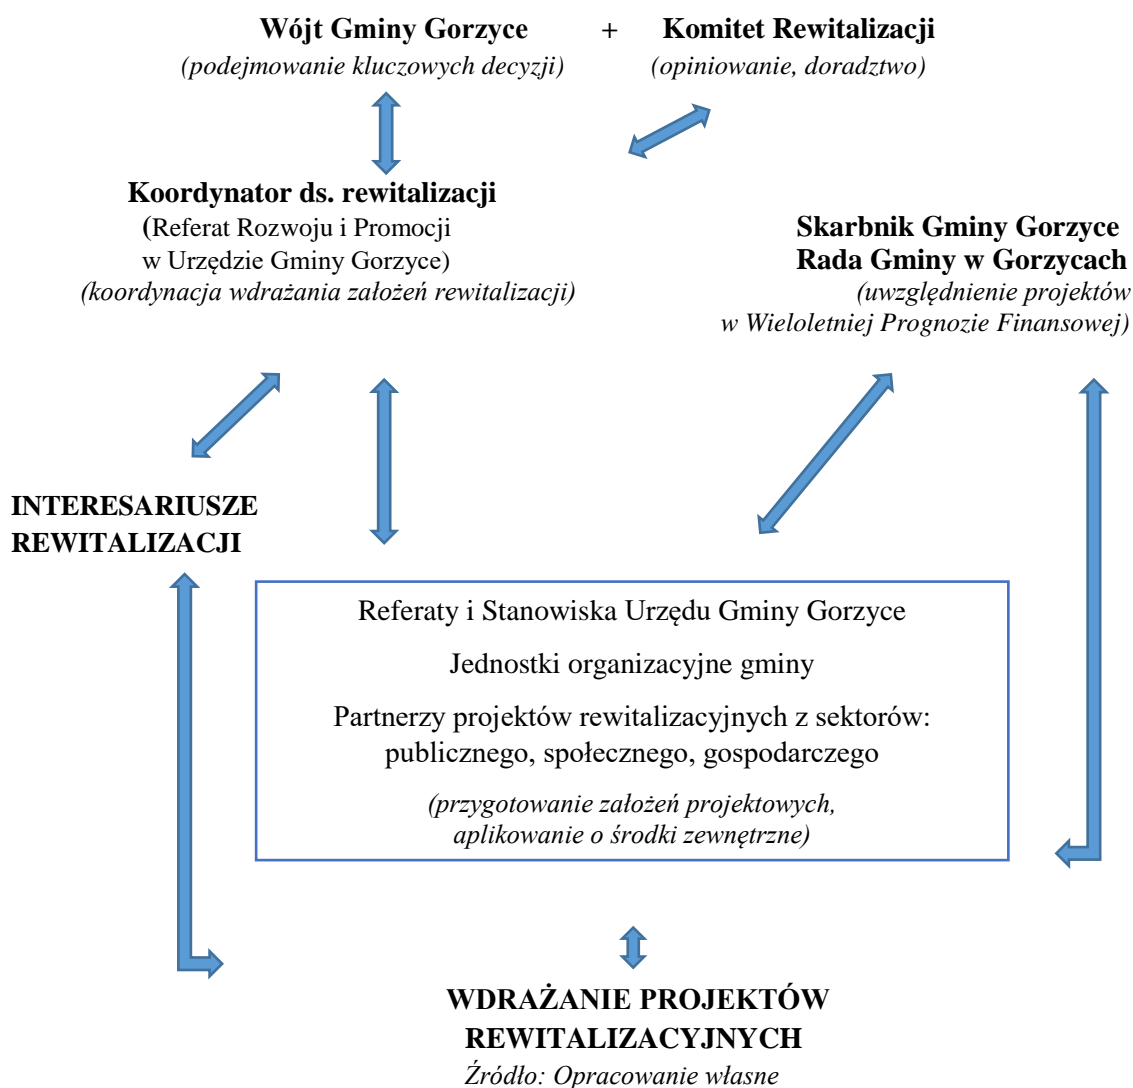 Wójt Gminy Gorzyce + Komitet Rewitalizacji
(podejmowanie kluczowych decyzji) (opiniowanie, doradztwo)
Koordynator ds. rewitalizacji
(Referat Rozwoju i Promocji
w Urzędzie Gminy Gorzyce)
(koordynacja wdrażania założeń rewitalizacji)
Skarbnik Gminy Gorzyce
Rada Gminy w Gorzycach
(uwzględnienie projektów
w Wieloletniej Prognozie Finansowej)
INTERESARIUSZE
REWITALIZACJI
Referaty i Stanowiska Urzędu Gminy Gorzyce
Jednostki organizacyjne gminy
Partnerzy projektów rewitalizacyjnych z sektorów:
publicznego, społecznego, gospodarczego
(przygotowanie założeń projektowych,
aplikowanie o środki zewnętrzne)
WDRAŻANIE PROJEKTÓW
REWITALIZACYJNYCH
Źródło: Opracowanie własne